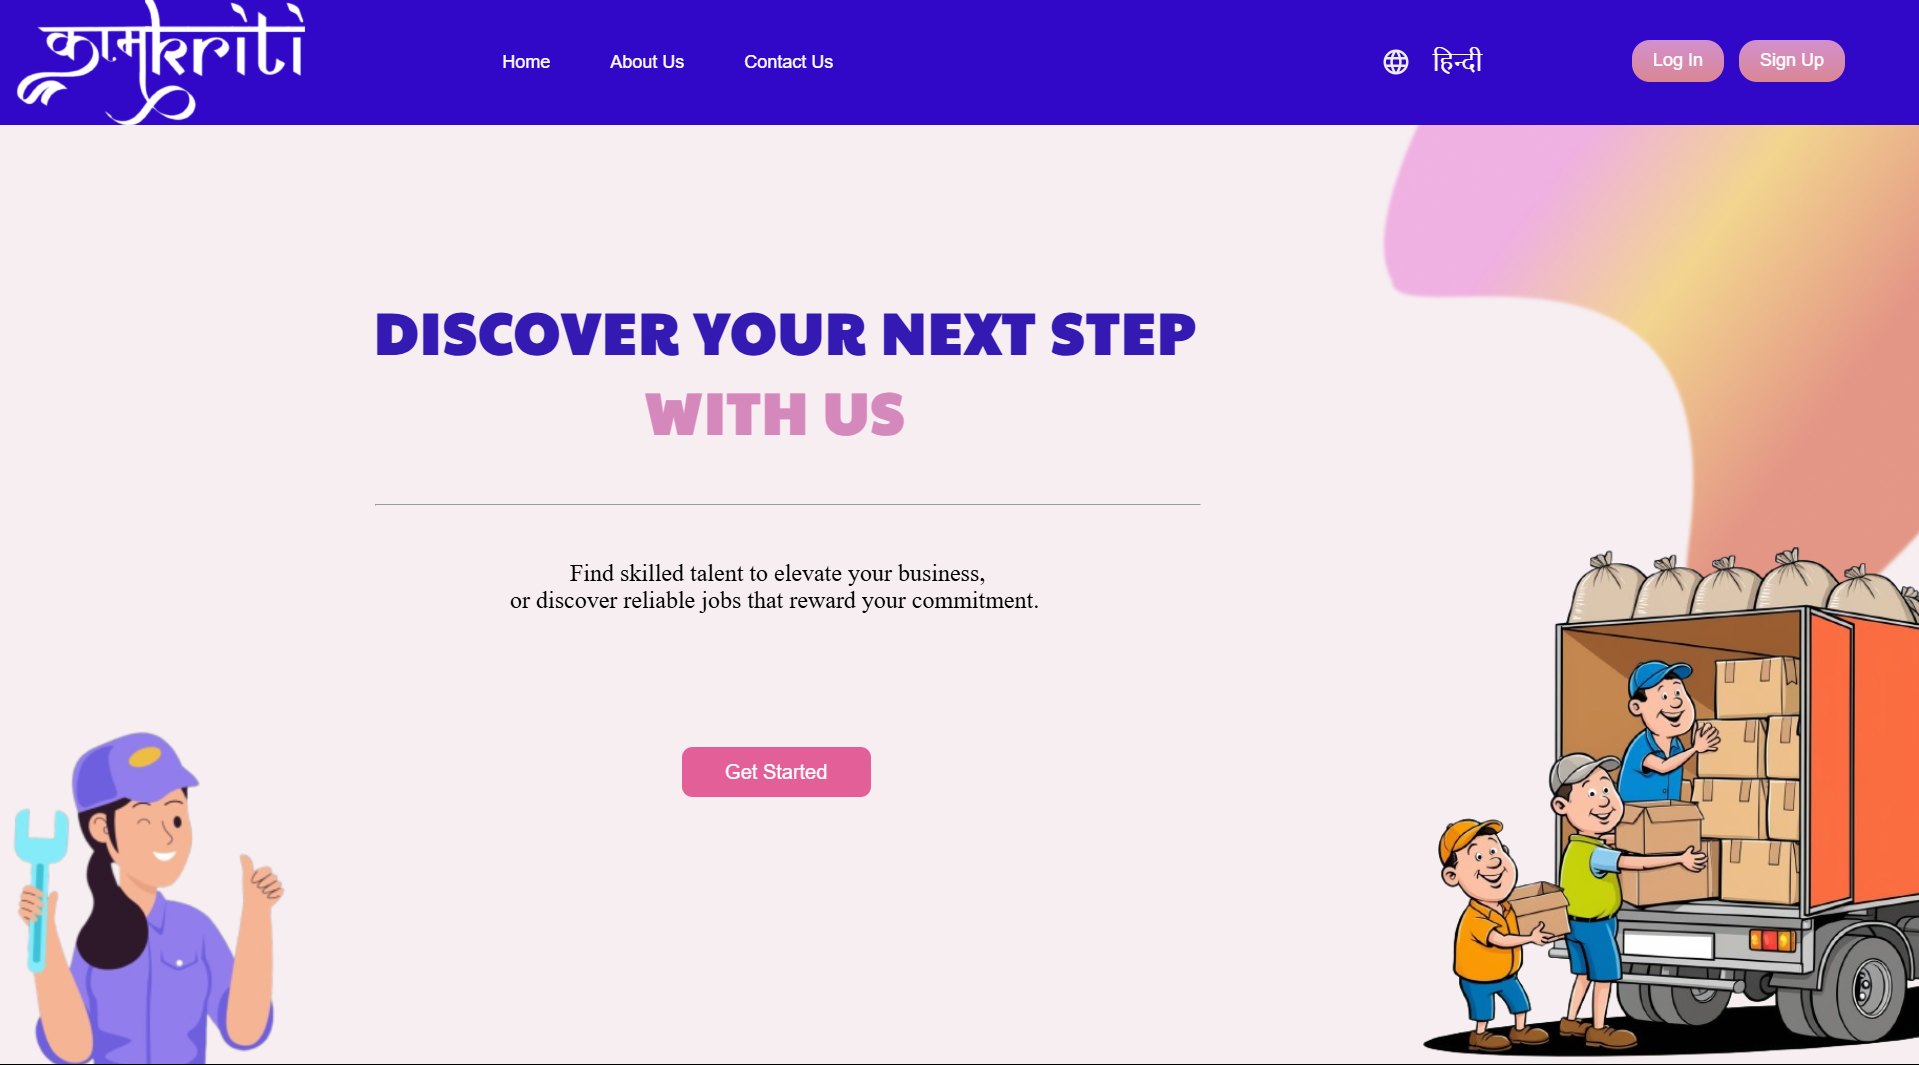 कामkriti
Home About Us Contact Us हिन्दी Log In Sign Up
DISCOVER YOUR NEXT STEP
WITH US
Find skilled talent to elevate your business,
or discover reliable jobs that reward your commitment.
Get Started